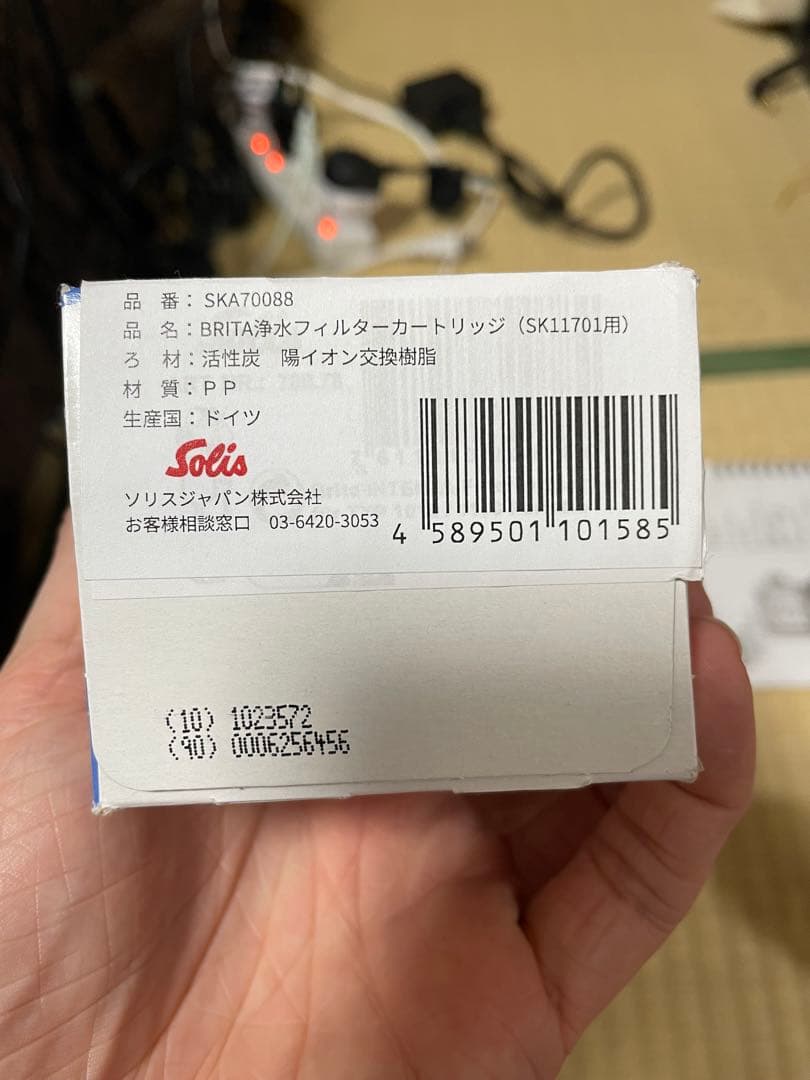 品 番：SKA70088
品 名：BRITA浄水フィルターカートリッジ（SK11701用）
ろ 材：活性炭 陽イオン交換樹脂
材 質：ＰＰ
生産国：ドイツ
Solis
ソリスジャパン株式会社
お客様相談窓口 03-6420-3053
4 589501 101585
(10) 1023572
(90) 0006256456